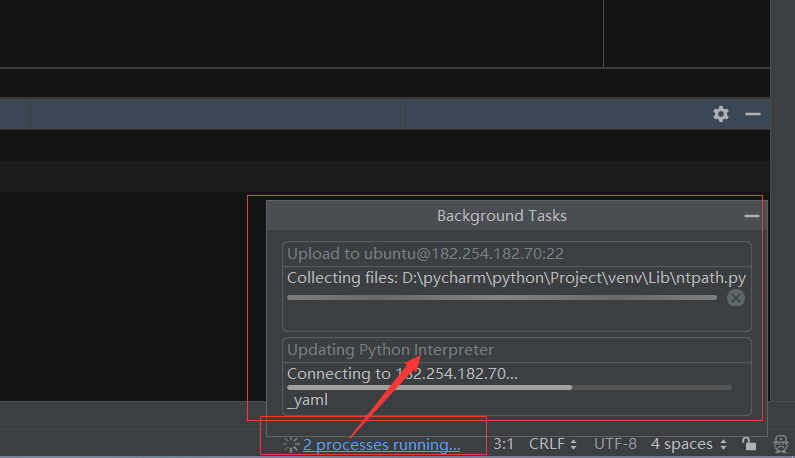 Background Tasks
Upload to ubuntu@182.254.182.70:22
Collecting files: D:\pycharm\python\Project\venv\Lib\ntpath.py
Updating Python Interpreter
Connecting to 182.254.182.70...
_yaml
2 processes running... 3:1 CRLF UTF-8 4 spaces